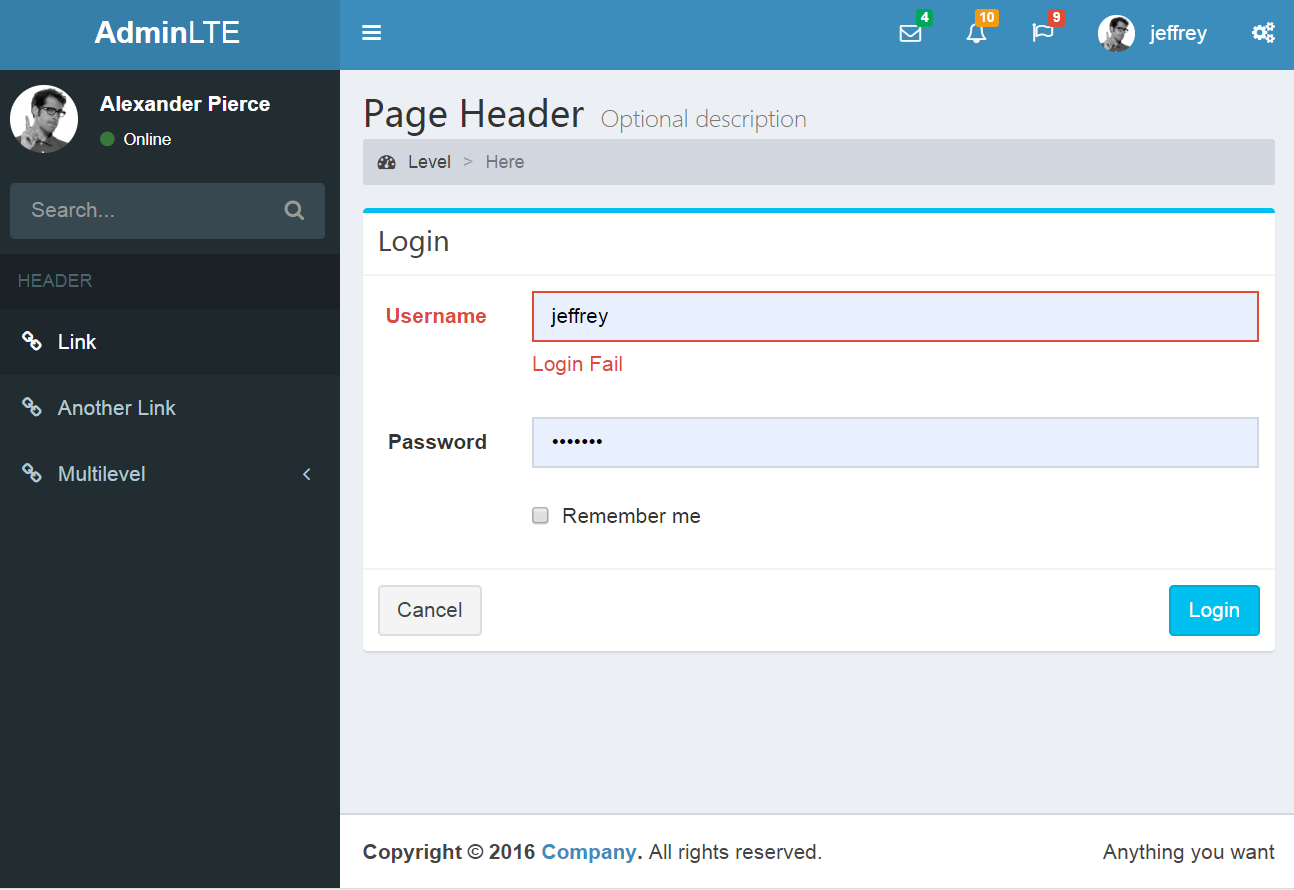 AdminLTE
4
10
9
jeffrey
Alexander Pierce
Online
Search...
HEADER
Link
Another Link
Multilevel
Page Header Optional description
Level > Here
Login
Username jeffrey
Login Fail
Password •••••••
Remember me
Cancel Login
Copyright © 2016 Company. All rights reserved. Anything you want